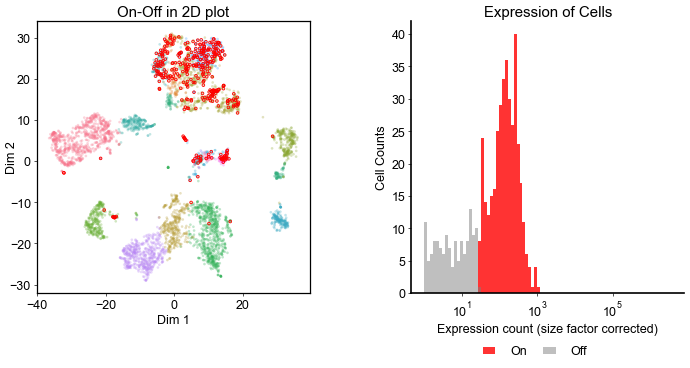 On-Off in 2D plot
Dim 2
30
20
10
0
−10
−20
−30
−40
−20
0
20
Dim 1
Expression of Cells
Cell Counts
40
35
30
25
20
15
10
5
0
10¹
10³
10⁵
Expression count (size factor corrected)
On
Off